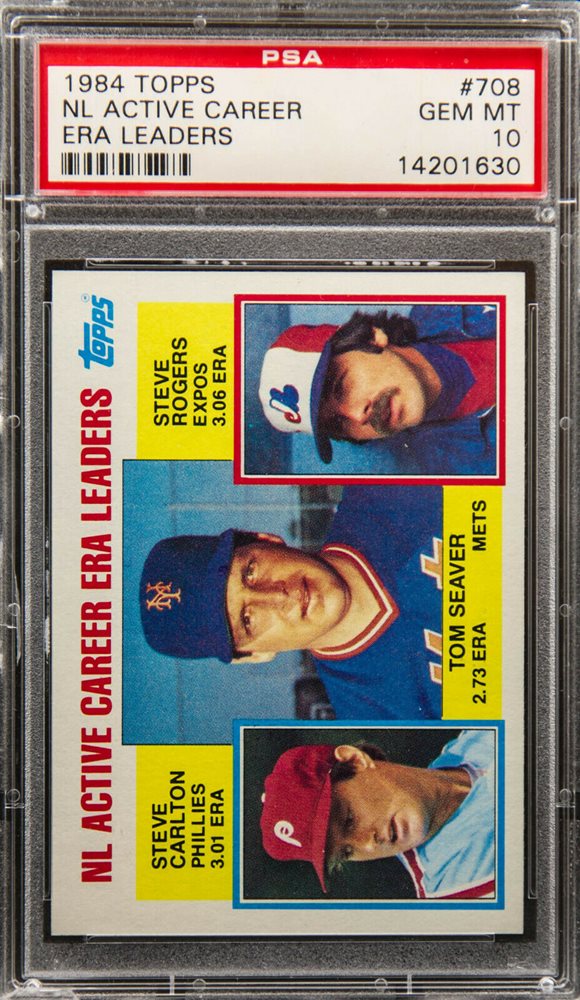 PSA
1984 TOPPS #708
NL ACTIVE CAREER GEM MT
ERA LEADERS 10
14201630
NL ACTIVE CAREER ERA LEADERS
TOPPS
STEVE
CARLTON
PHILLIES
3.01 ERA
P
M
TOM SEAVER
2.73 ERA METS
STEVE
ROGERS
EXPOS
3.06 ERA